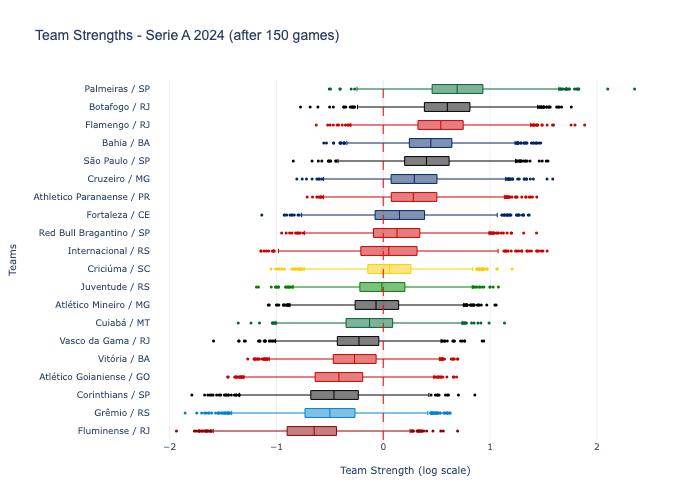 Team Strengths - Serie A 2024 (after 150 games)
Palmeiras / SP
Botafogo / RJ
Flamengo / RJ
Bahia / BA
São Paulo / SP
Cruzeiro / MG
Athletico Paranaense / PR
Fortaleza / CE
Red Bull Bragantino / SP
Internacional / RS
Criciúma / SC
Juventude / RS
Atlético Mineiro / MG
Cuiabá / MT
Vasco da Gama / RJ
Vitória / BA
Atlético Goianiense / GO
Corinthians / SP
Grêmio / RS
Fluminense / RJ
Teams
−2 −1 0 1 2
Team Strength (log scale)